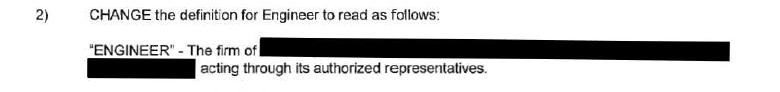 2) CHANGE the definition for Engineer to read as follows:
"ENGINEER" - The firm of
acting through its authorized representatives.